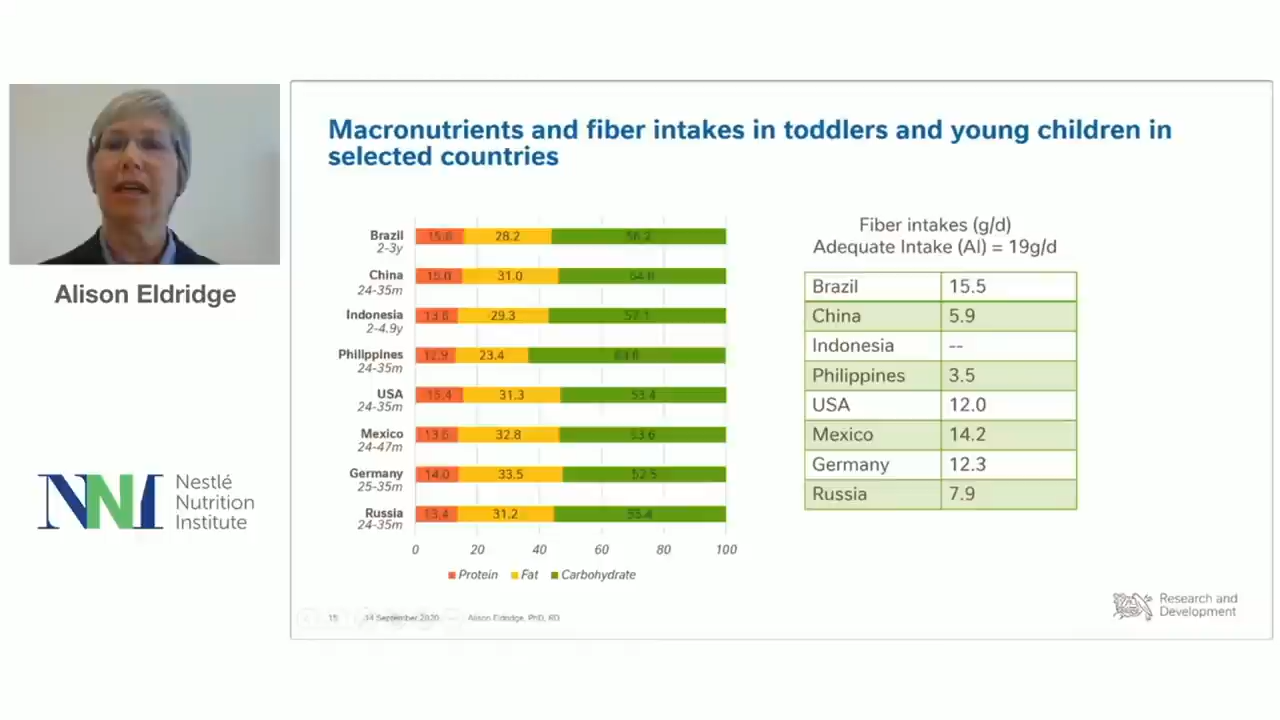 Alison Eldridge
NNI
Nestlé
Nutrition
Institute
Macronutrients and fiber intakes in toddlers and young children in
selected countries
Brazil
2-3y
15.6 28.2 56.2
China
24-35m
15.0 31.0
Indonesia
2-4.9y
13.6 29.3 57.1
Philippines
24-35m
12.9 23.4
USA
24-35m
15.4 31.3 53.4
Mexico
24-47m
13.6 32.8 53.6
Germany
25-35m
14.0 33.5 52.5
Russia
24-35m
13.4 31.2 55.4
0 20 40 60 80 100
Protein Fat Carbohydrate
Fiber intakes (g/d)
Adequate Intake (AI) = 19g/d
Brazil 15.5
China 5.9
Indonesia --
Philippines 3.5
USA 12.0
Mexico 14.2
Germany 12.3
Russia 7.9
15 14 September 2020 Alison Eldridge, PhD, RD
Research and
Development